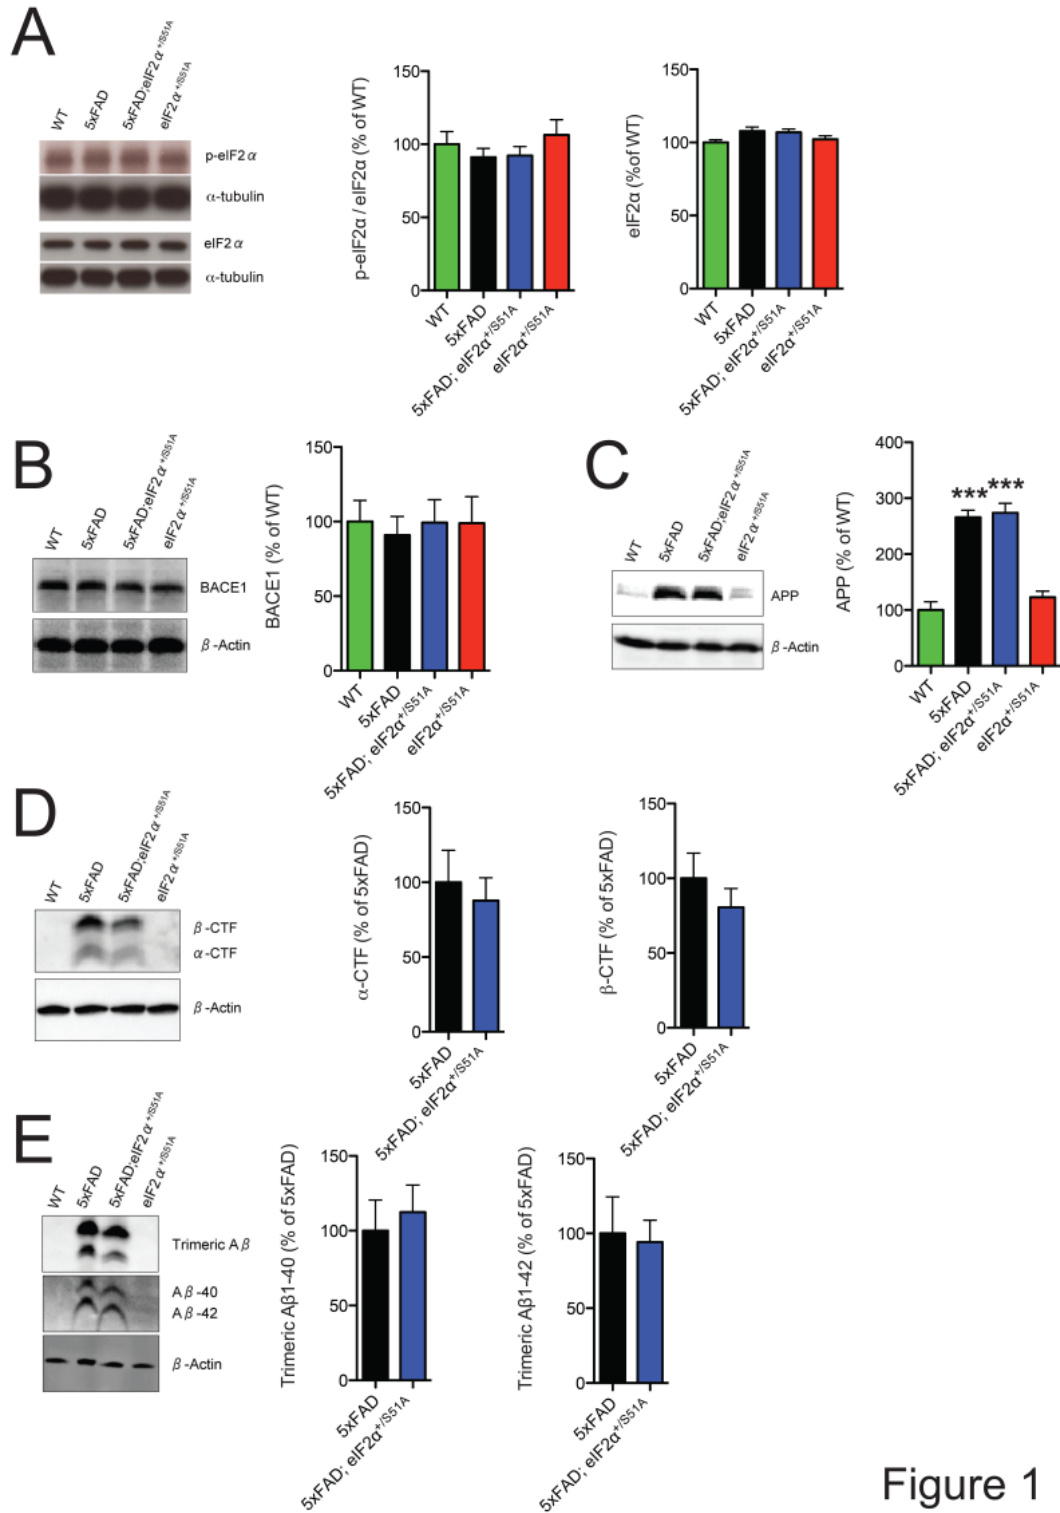 A
WT
5xFAD
5xFAD;eIF2α+/S51A
eIF2α+/S51A
p-eIF2α
α-tubulin
eIF2α
α-tubulin
p-eIF2α / eIF2α (% of WT)
150
100
50
0
WT
5xFAD
5xFAD; eIF2α+/S51A
eIF2α+/S51A
eIF2α (%of WT)
150
100
50
0
WT
5xFAD
5xFAD; eIF2α+/S51A
eIF2α+/S51A
B
WT
5xFAD
5xFAD;eIF2α+/S51A
eIF2α+/S51A
BACE1
β-Actin
BACE1 (% of WT)
150
100
50
0
WT
5xFAD
5xFAD; eIF2α+/S51A
eIF2α+/S51A
C
WT
5xFAD
5xFAD;eIF2α+/S51A
eIF2α+/S51A
APP
β-Actin
APP (% of WT)
400
300
200
100
0
***
***
WT
5xFAD
5xFAD; eIF2α+/S51A
eIF2α+/S51A
D
WT
5xFAD
5xFAD;eIF2α+/S51A
eIF2α+/S51A
β-CTF
α-CTF
β-Actin
α-CTF (% of 5xFAD)
150
100
50
0
5xFAD
5xFAD; eIF2α+/S51A
β-CTF (% of 5xFAD)
150
100
50
0
5xFAD
5xFAD; eIF2α+/S51A
E
WT
5xFAD
5xFAD;eIF2α+/S51A
eIF2α+/S51A
Trimeric Aβ
Aβ-40
Aβ-42
β-Actin
Trimeric Aβ1-40 (% of 5xFAD)
150
100
50
0
5xFAD
5xFAD; eIF2α+/S51A
Trimeric Aβ1-42 (% of 5xFAD)
150
100
50
0
5xFAD
5xFAD; eIF2α+/S51A
Figure 1